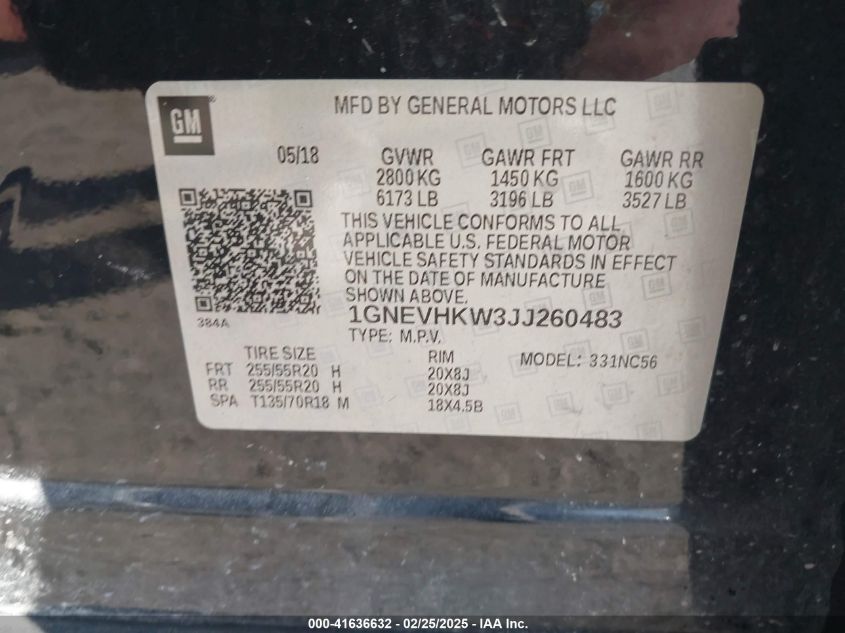 GM
MFD BY GENERAL MOTORS LLC
05/18 GVWR GAWR FRT GAWR RR
2800 KG 1450 KG 1600 KG
6173 LB 3196 LB 3527 LB
THIS VEHICLE CONFORMS TO ALL
APPLICABLE U.S. FEDERAL MOTOR
VEHICLE SAFETY STANDARDS IN EFFECT
ON THE DATE OF MANUFACTURE
SHOWN ABOVE.
384A
1GNEVHKW3JJ260483
TYPE: M.P.V.
TIRE SIZE RIM MODEL: 331NC56
FRT 255/55R20 H 20X8J
RR 255/55R20 H 20X8J
SPA T135/70R18 M 18X4.5B
000-41636632 - 02/25/2025 - IAA Inc.